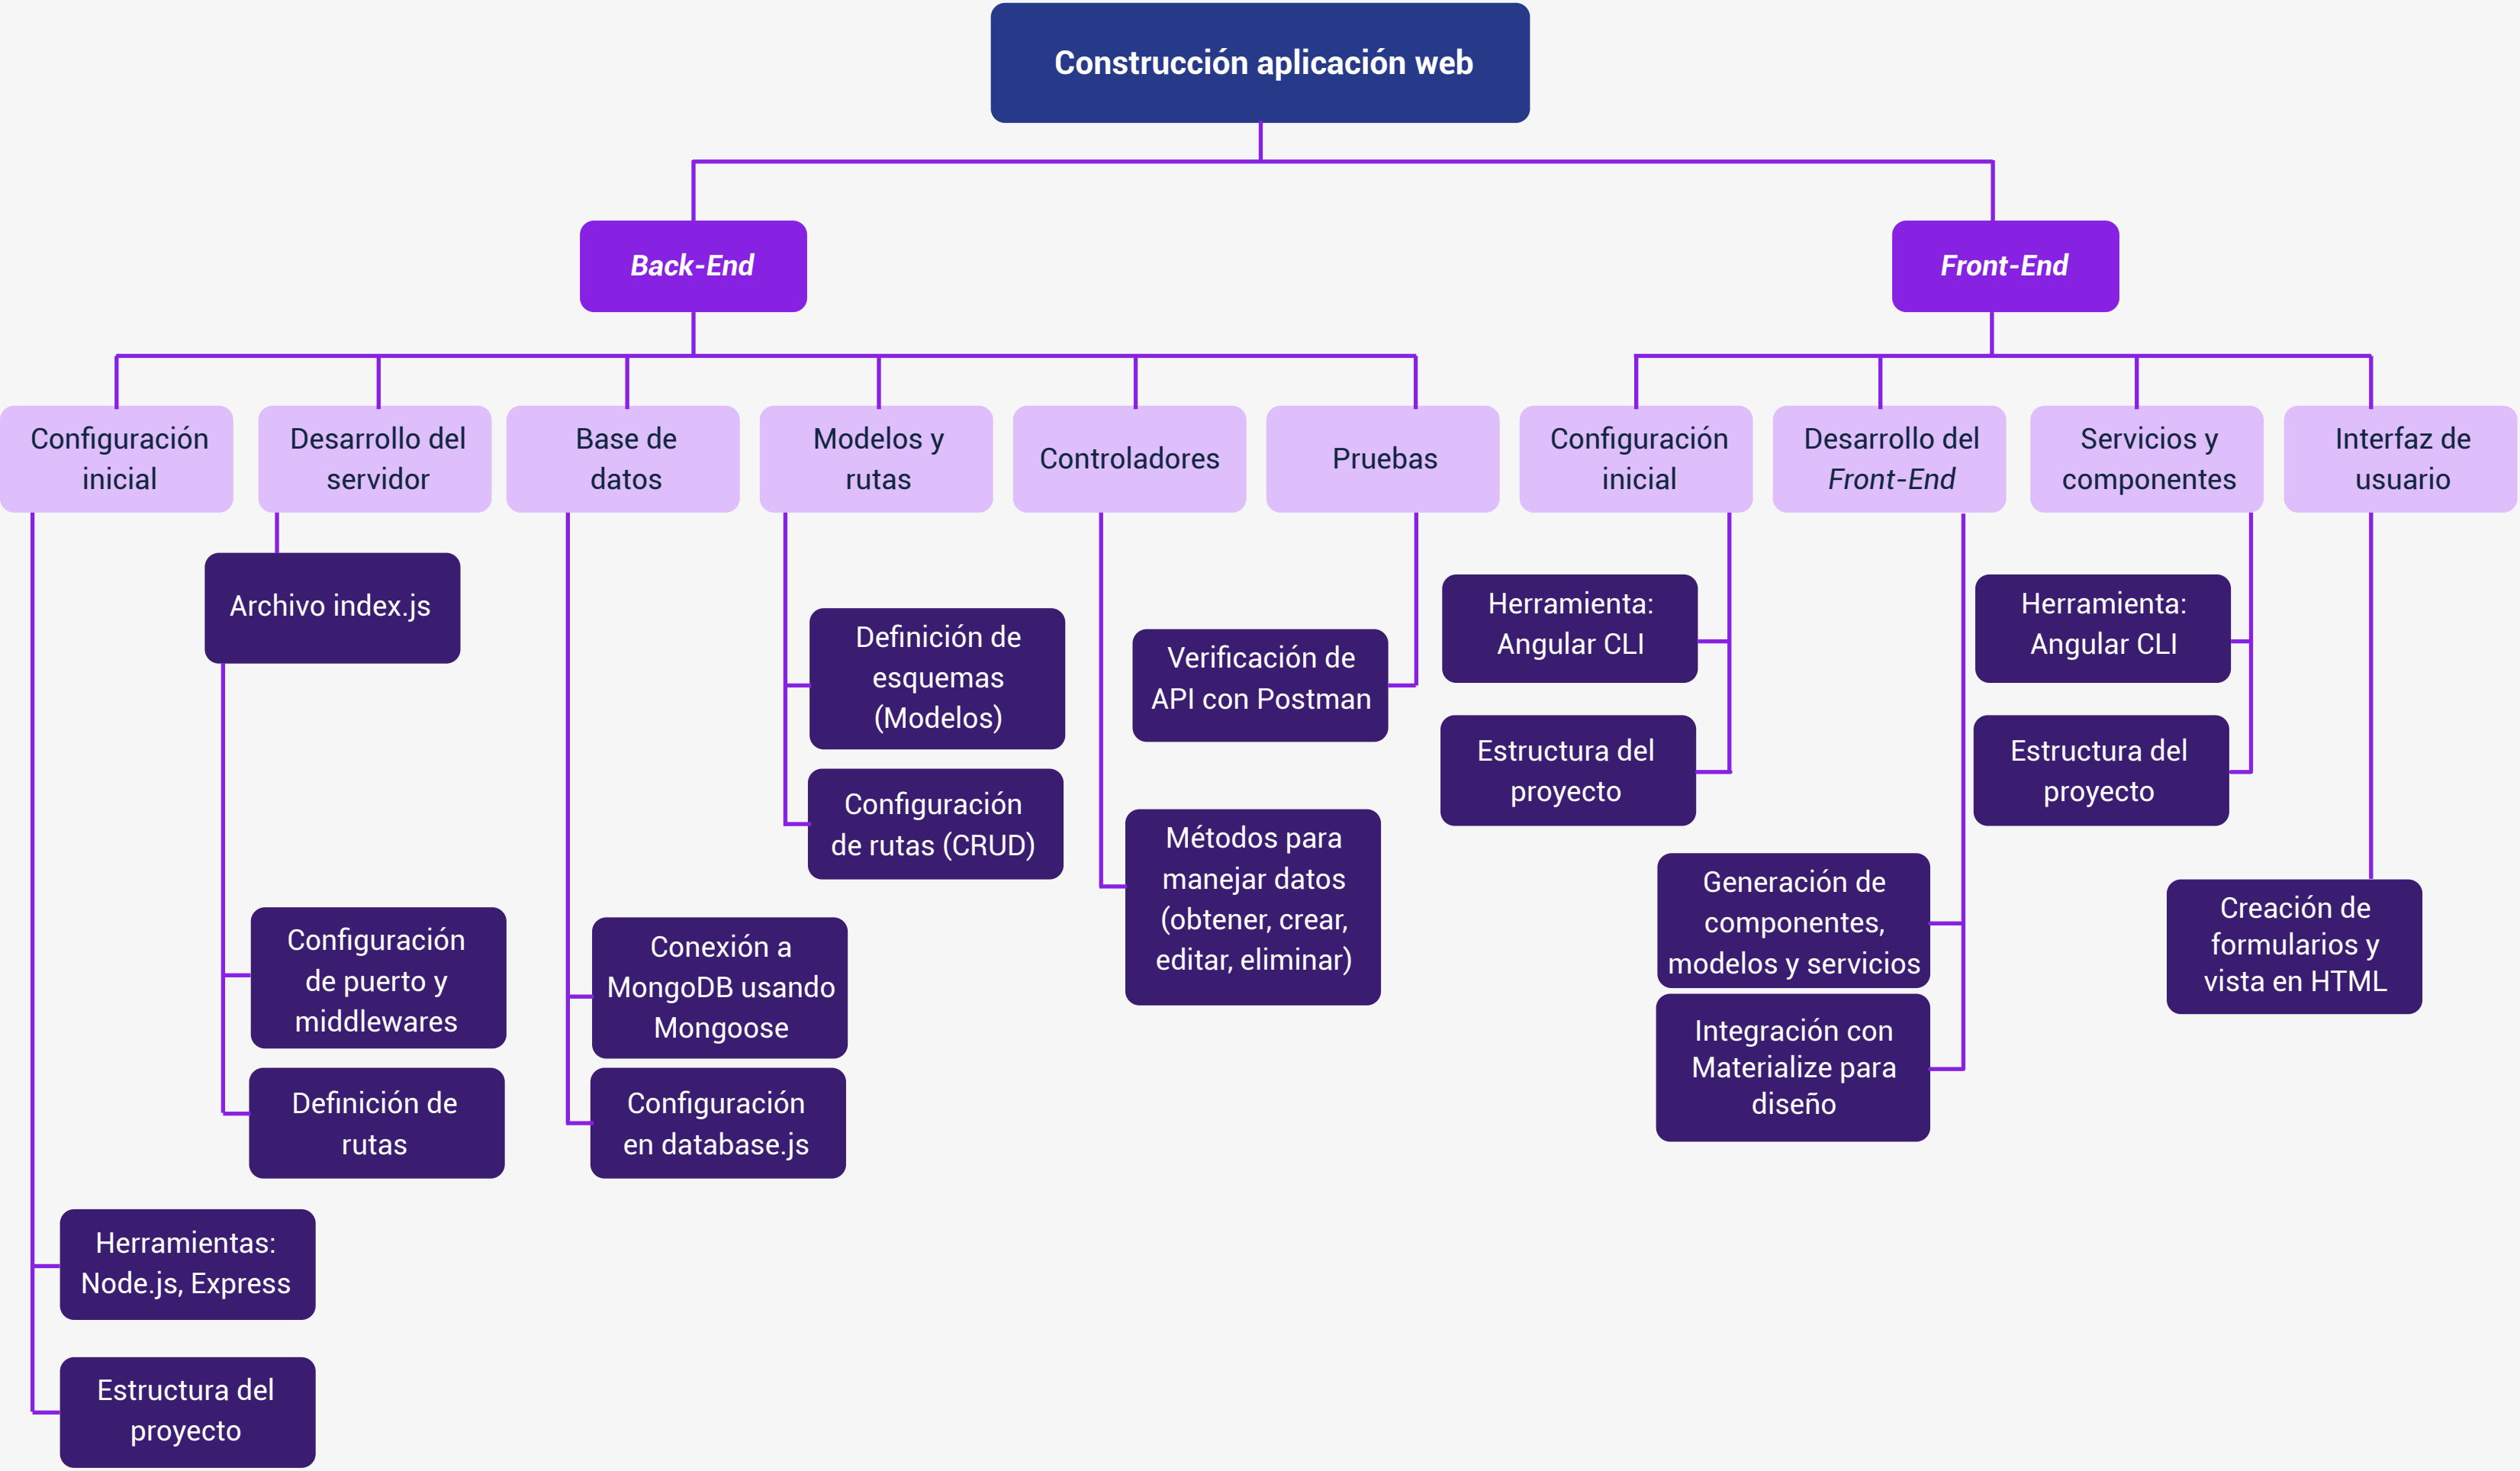 Construcción aplicación web
Back-End
Front-End
Configuración
inicial
Desarrollo del
servidor
Base de
datos
Modelos y
rutas
Controladores
Pruebas
Configuración
inicial
Desarrollo del
Front-End
Servicios y
componentes
Interfaz de
usuario
Archivo index.js
Configuración
de puerto y
middlewares
Definición de
rutas
Herramientas:
Node.js, Express
Estructura del
proyecto
Conexión a
MongoDB usando
Mongoose
Configuración
en database.js
Definición de
esquemas
(Modelos)
Configuración
de rutas (CRUD)
Métodos para
manejar datos
(obtener, crear,
editar, eliminar)
Verificación de
API con Postman
Herramienta:
Angular CLI
Estructura del
proyecto
Generación de
componentes,
modelos y servicios
Integración con
Materialize para
diseño
Herramienta:
Angular CLI
Estructura del
proyecto
Creación de
formularios y
vista en HTML